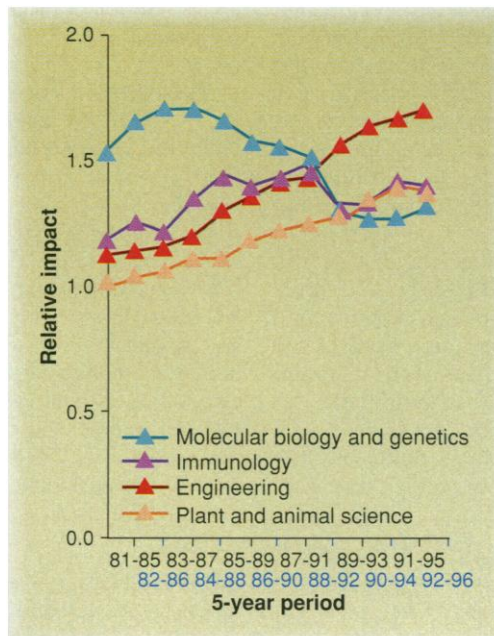 2.0
1.5
1.0
0.5
0.0
Relative impact
Molecular biology and genetics
Immunology
Engineering
Plant and animal science
81-85 83-87 85-89 87-91 89-93 91-95
82-86 84-88 86-90 88-92 90-94 92-96
5-year period